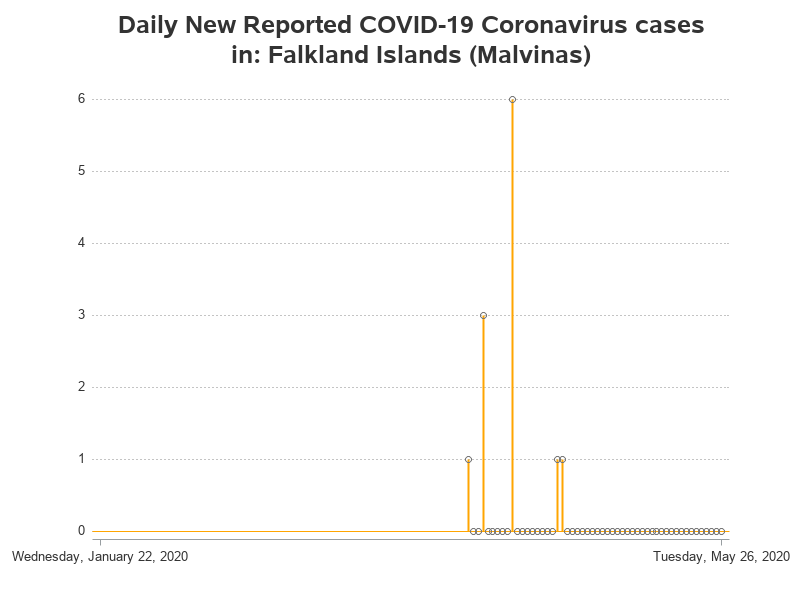 Daily New Reported COVID-19 Coronavirus cases
in: Falkland Islands (Malvinas)
6
5
4
3
2
1
0
Wednesday, January 22, 2020
Tuesday, May 26, 2020